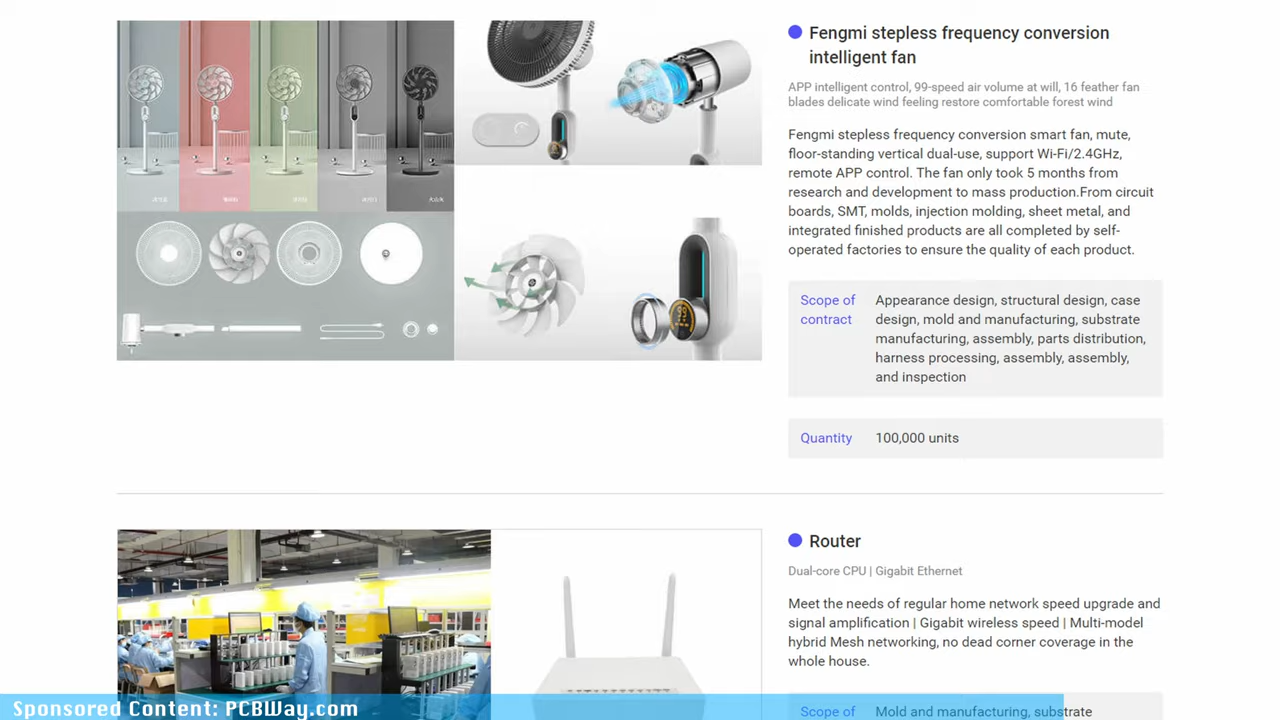 Fengmi stepless frequency conversion
intelligent fan
APP intelligent control, 99-speed air volume at will, 16 feather fan
blades delicate wind feeling restore comfortable forest wind
Fengmi stepless frequency conversion smart fan, mute,
floor-standing vertical dual-use, support Wi-Fi/2.4GHz,
remote APP control. The fan only took 5 months from
research and development to mass production.From circuit
boards, SMT, molds, injection molding, sheet metal, and
integrated finished products are all completed by self-
operated factories to ensure the quality of each product.
Scope of
contract
Appearance design, structural design, case
design, mold and manufacturing, substrate
manufacturing, assembly, parts distribution,
harness processing, assembly, assembly,
and inspection
Quantity
100,000 units
Router
Dual-core CPU | Gigabit Ethernet
Meet the needs of regular home network speed upgrade and
signal amplification | Gigabit wireless speed | Multi-model
hybrid Mesh networking, no dead corner coverage in the
whole house.
Scope of
Mold and manufacturing, substrate
Sponsored Content: PCBWay.com